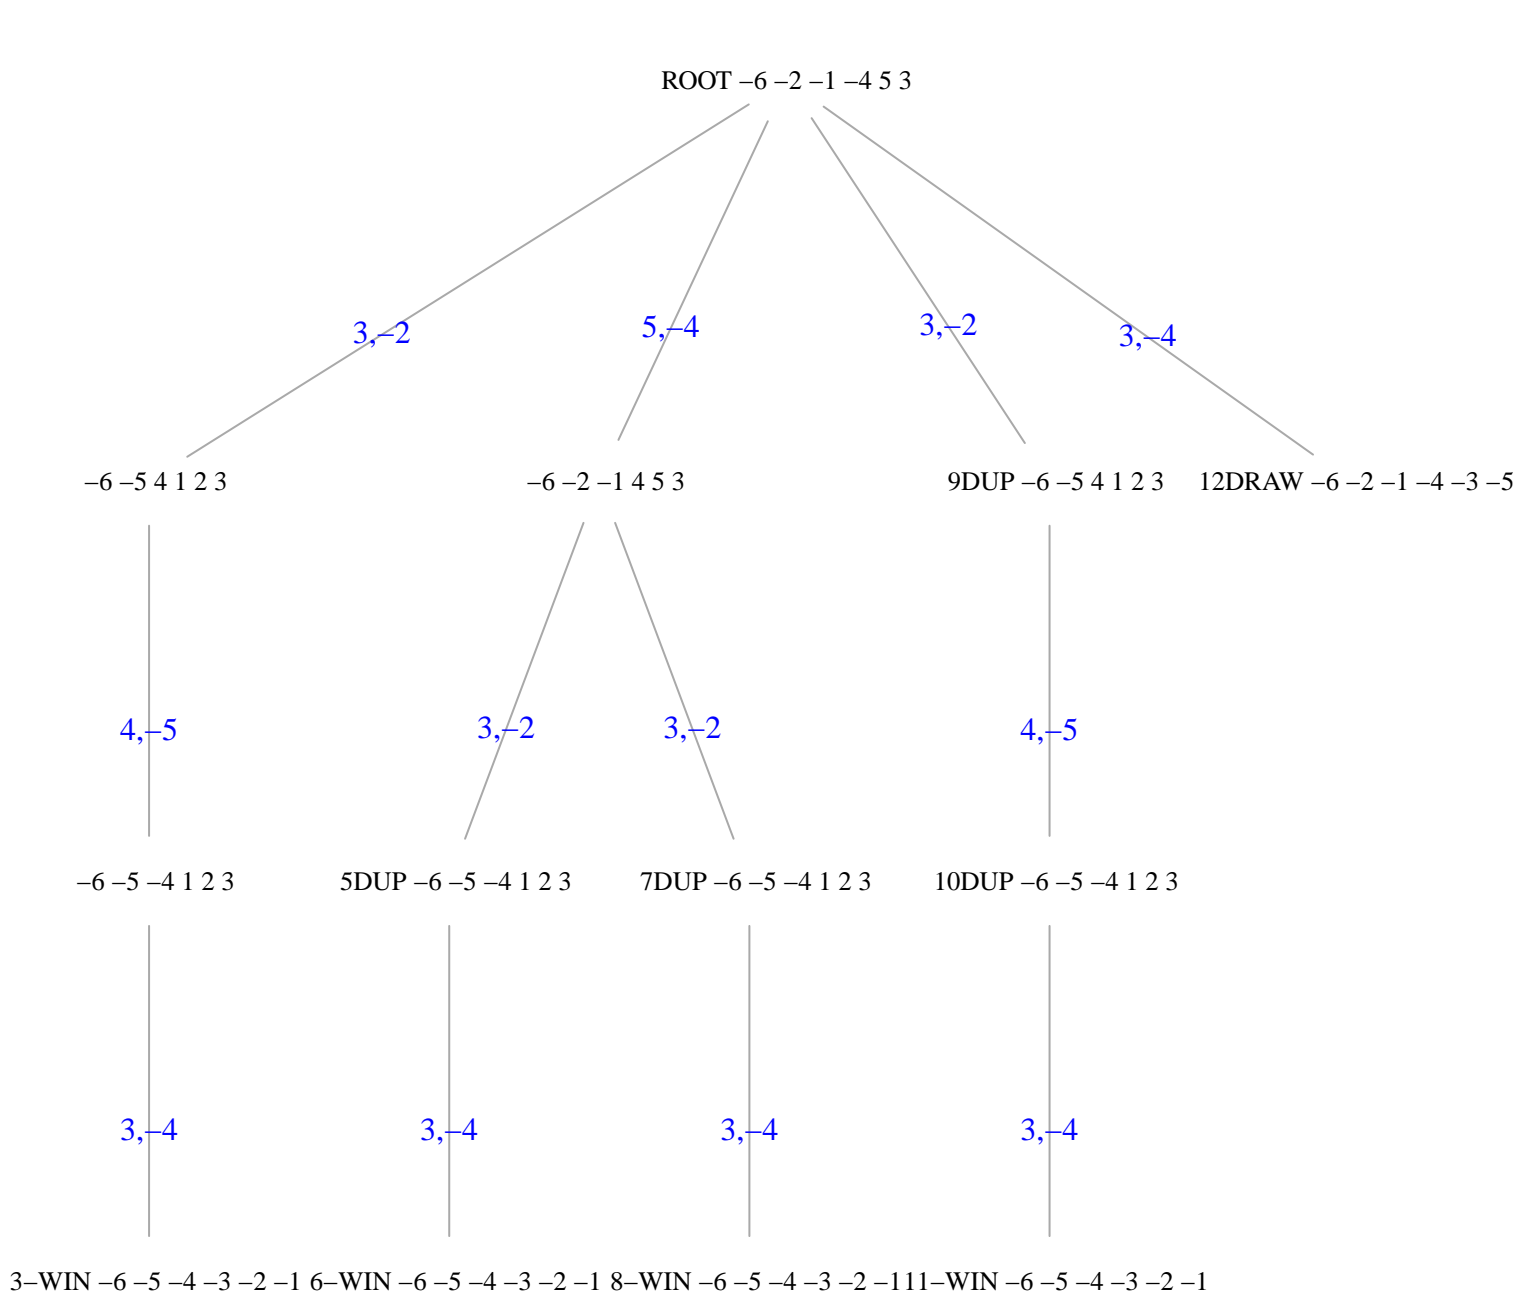 ROOT –6 –2 –1 –4 5 3
3,–2
5,–4
3,–2
3,–4
–6 –5 4 1 2 3
–6 –2 –1 4 5 3
9DUP –6 –5 4 1 2 3
12DRAW –6 –2 –1 –4 –3 –5
4,–5
3,–2
3,–2
4,–5
–6 –5 –4 1 2 3
5DUP –6 –5 –4 1 2 3
7DUP –6 –5 –4 1 2 3
10DUP –6 –5 –4 1 2 3
3,–4
3,–4
3,–4
3,–4
3–WIN –6 –5 –4 –3 –2 –1
6–WIN –6 –5 –4 –3 –2 –1
8–WIN –6 –5 –4 –3 –2 –1
11–WIN –6 –5 –4 –3 –2 –1